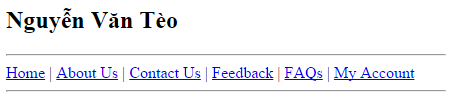 Nguyễn Văn Tèo
Home | About Us | Contact Us | Feedback | FAQs | My Account